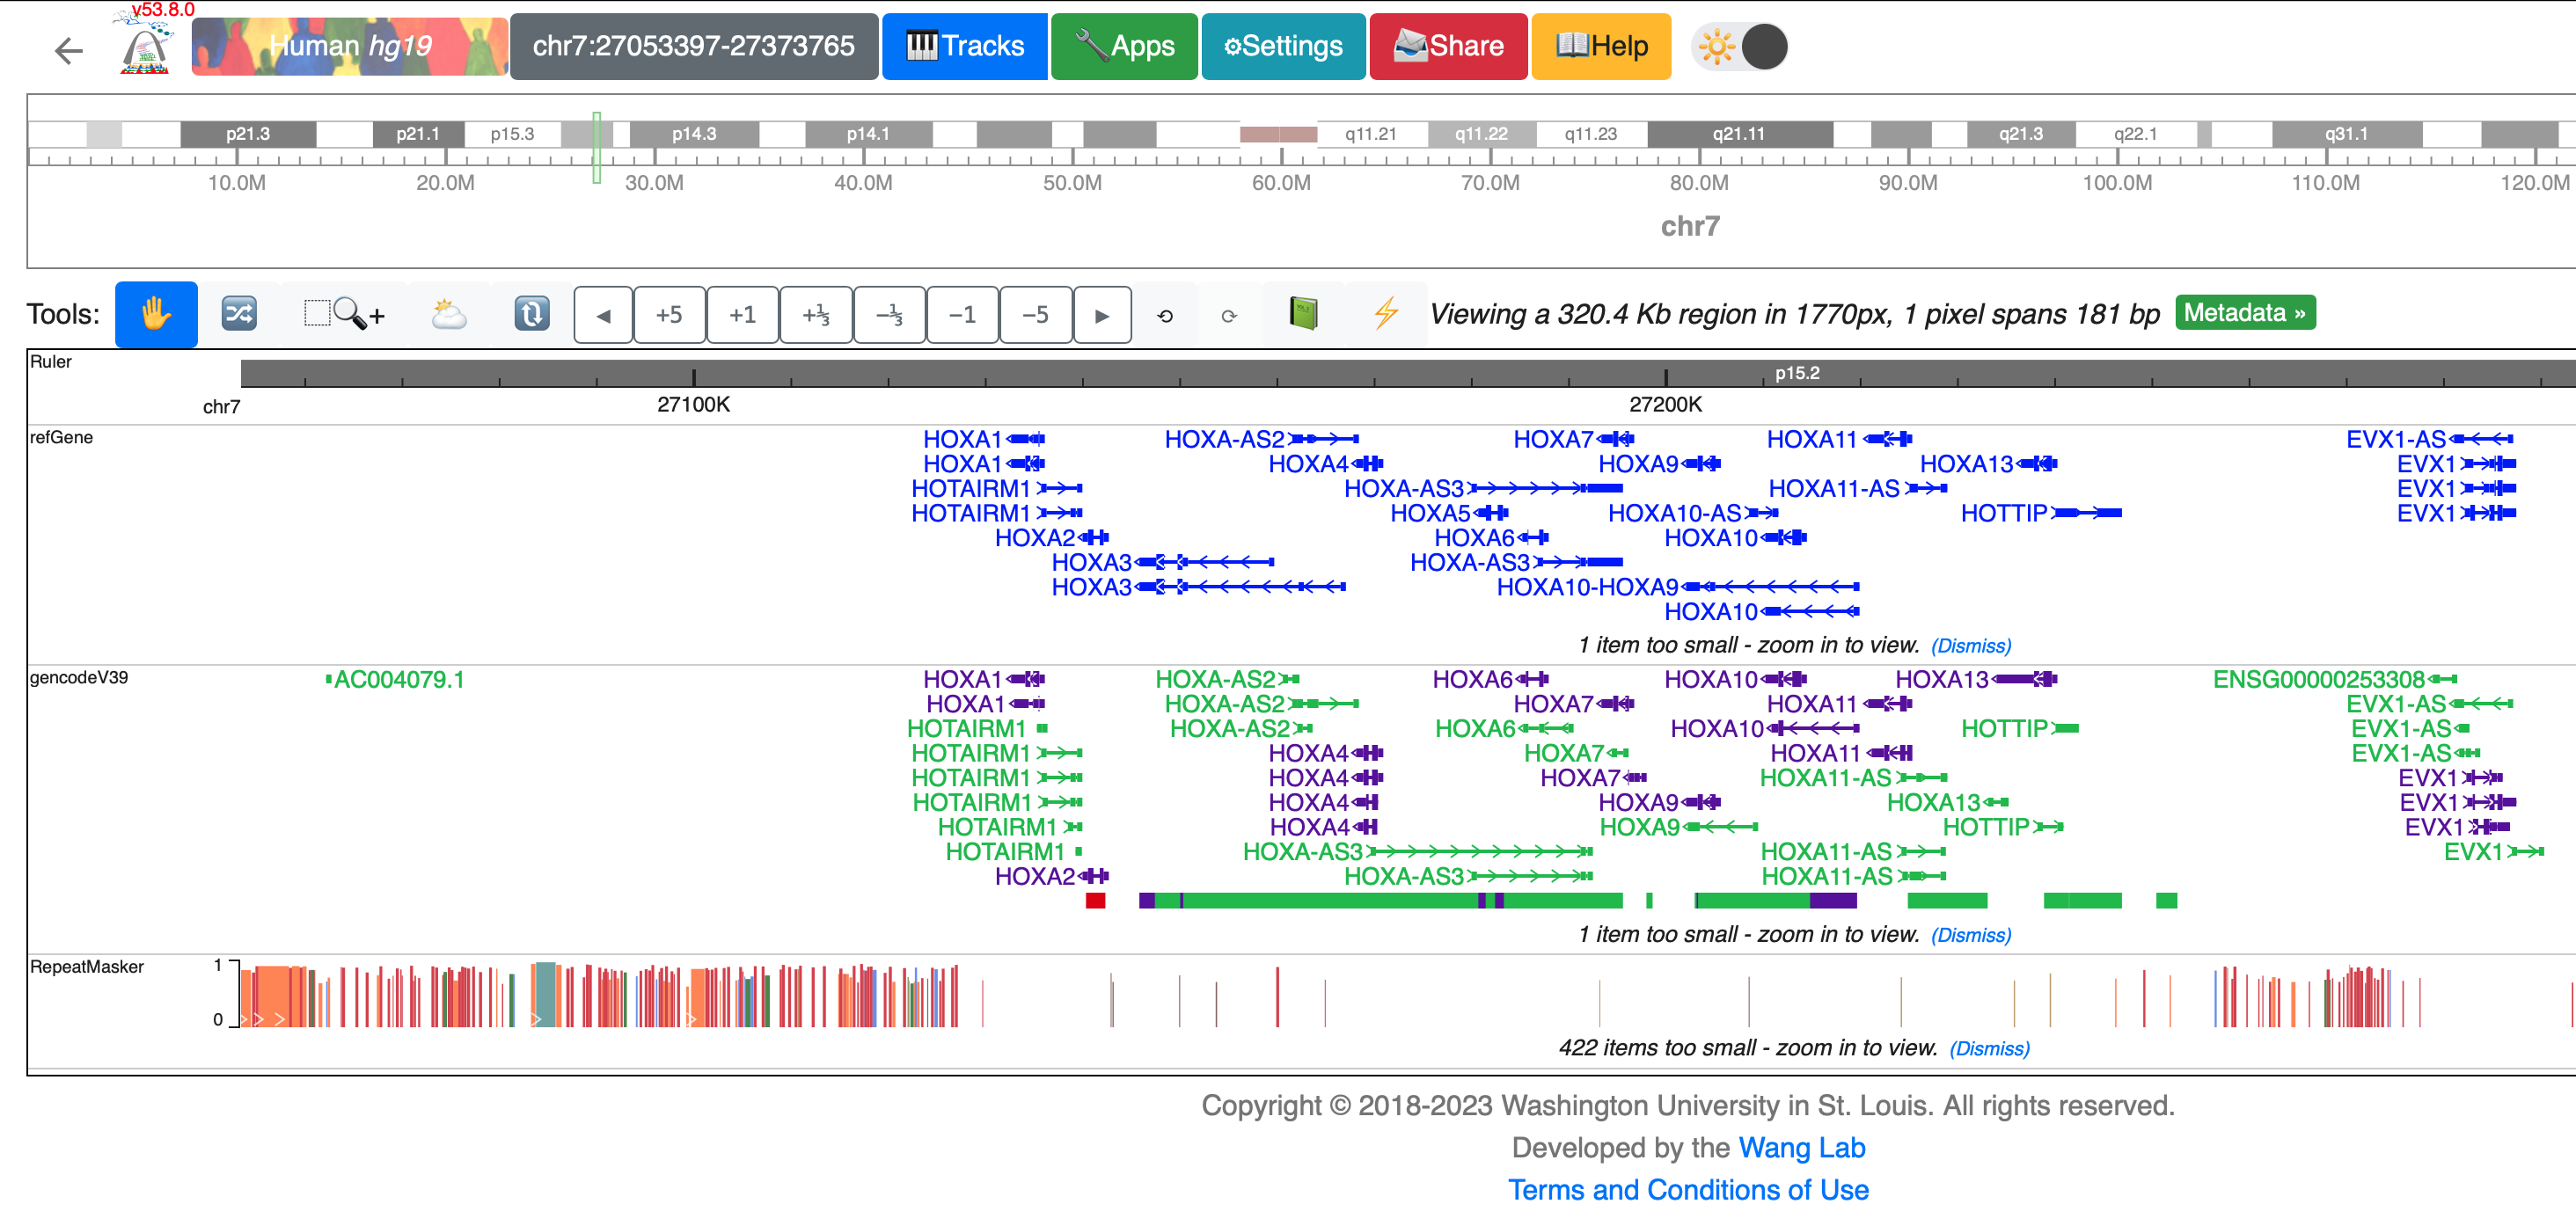 v53.8.0
Human hg19
chr7:27053397-27373765
Tracks
Apps
Settings
Share
Help
p21.3 p21.1 p15.3 p14.3 p14.1 q11.21 q11.22 q11.23 q21.11 q21.3 q22.1 q31.1
10.0M 20.0M 30.0M 40.0M 50.0M 60.0M 70.0M 80.0M 90.0M 100.0M 110.0M 120.0M
chr7
Tools: + ◀ +5 +1 +⅓ −⅓ −1 −5 ▶ ⟲ ⟳ Viewing a 320.4 Kb region in 1770px, 1 pixel spans 181 bp Metadata »
Ruler
p15.2
chr7 27100K 27200K
refGene
HOXA1 HOXA-AS2 HOXA7 HOXA11 EVX1-AS
HOXA1 HOXA4 HOXA9 HOXA13 EVX1
HOTAIRM1 HOXA-AS3 HOXA11-AS EVX1
HOTAIRM1 HOXA5 HOXA10-AS HOTTIP EVX1
HOXA2 HOXA6 HOXA10
HOXA3 HOXA-AS3
HOXA3 HOXA10-HOXA9
HOXA10
1 item too small - zoom in to view. (Dismiss)
gencodeV39
AC004079.1 HOXA1 HOXA-AS2 HOXA6 HOXA10 HOXA13 ENSG00000253308
HOXA1 HOXA-AS2 HOXA7 HOXA11 EVX1-AS
HOTAIRM1 HOXA-AS2 HOXA6 HOXA10 HOTTIP EVX1-AS
HOTAIRM1 HOXA4 HOXA7 HOXA11 EVX1-AS
HOTAIRM1 HOXA4 HOXA7 HOXA11-AS EVX1
HOTAIRM1 HOXA4 HOXA9 HOXA13 EVX1
HOTAIRM1 HOXA4 HOXA9 HOTTIP EVX1
HOTAIRM1 HOXA-AS3 HOXA11-AS EVX1
HOXA2 HOXA-AS3 HOXA11-AS
1 item too small - zoom in to view. (Dismiss)
RepeatMasker
1
0
422 items too small - zoom in to view. (Dismiss)
Copyright © 2018-2023 Washington University in St. Louis. All rights reserved.
Developed by the Wang Lab
Terms and Conditions of Use